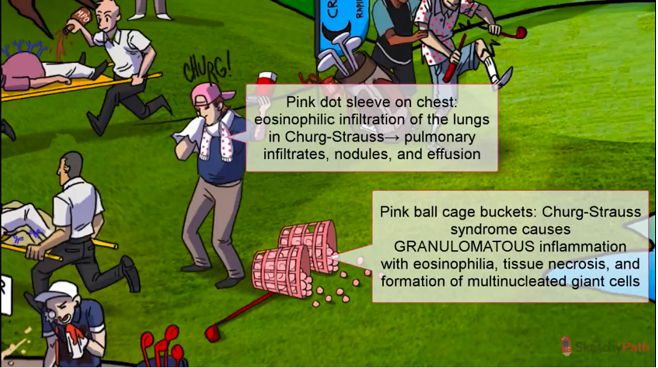 CR
RAPI
CHURG!
Pink dot sleeve on chest:
eosinophilic infiltration of the lungs
in Churg-Strauss→ pulmonary
infiltrates, nodules, and effusion
Pink ball cage buckets: Churg-Strauss
syndrome causes
GRANULOMATOUS inflammation
with eosinophilia, tissue necrosis, and
formation of multinucleated giant cells
R
SketchyPath